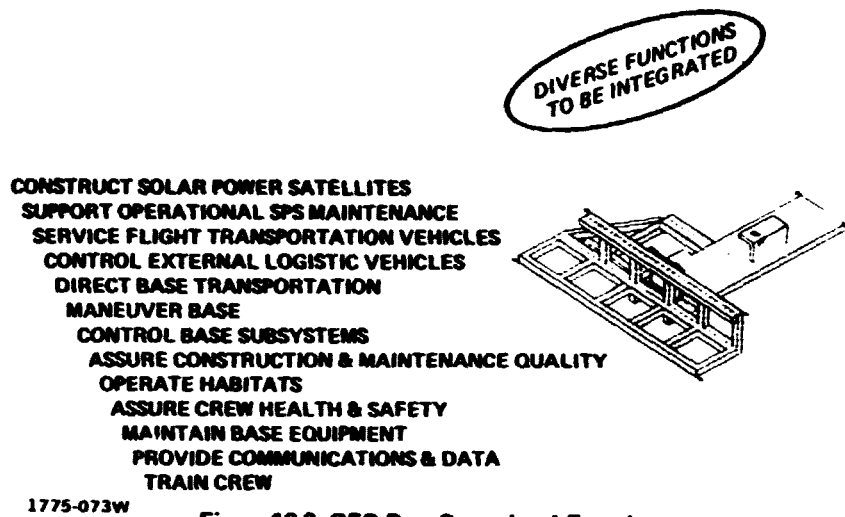 DIVERSE FUNCTIONS
TO BE INTEGRATED
CONSTRUCT SOLAR POWER SATELLITES
SUPPORT OPERATIONAL SPS MAINTENANCE
SERVICE FLIGHT TRANSPORTATION VEHICLES
CONTROL EXTERNAL LOGISTIC VEHICLES
DIRECT BASE TRANSPORTATION
MANEUVER BASE
CONTROL BASE SUBSYSTEMS
ASSURE CONSTRUCTION & MAINTENANCE QUALITY
OPERATE HABITATS
ASSURE CREW HEALTH & SAFETY
MAINTAIN BASE EQUIPMENT
PROVIDE COMMUNICATIONS & DATA
TRAIN CREW
1775-073W